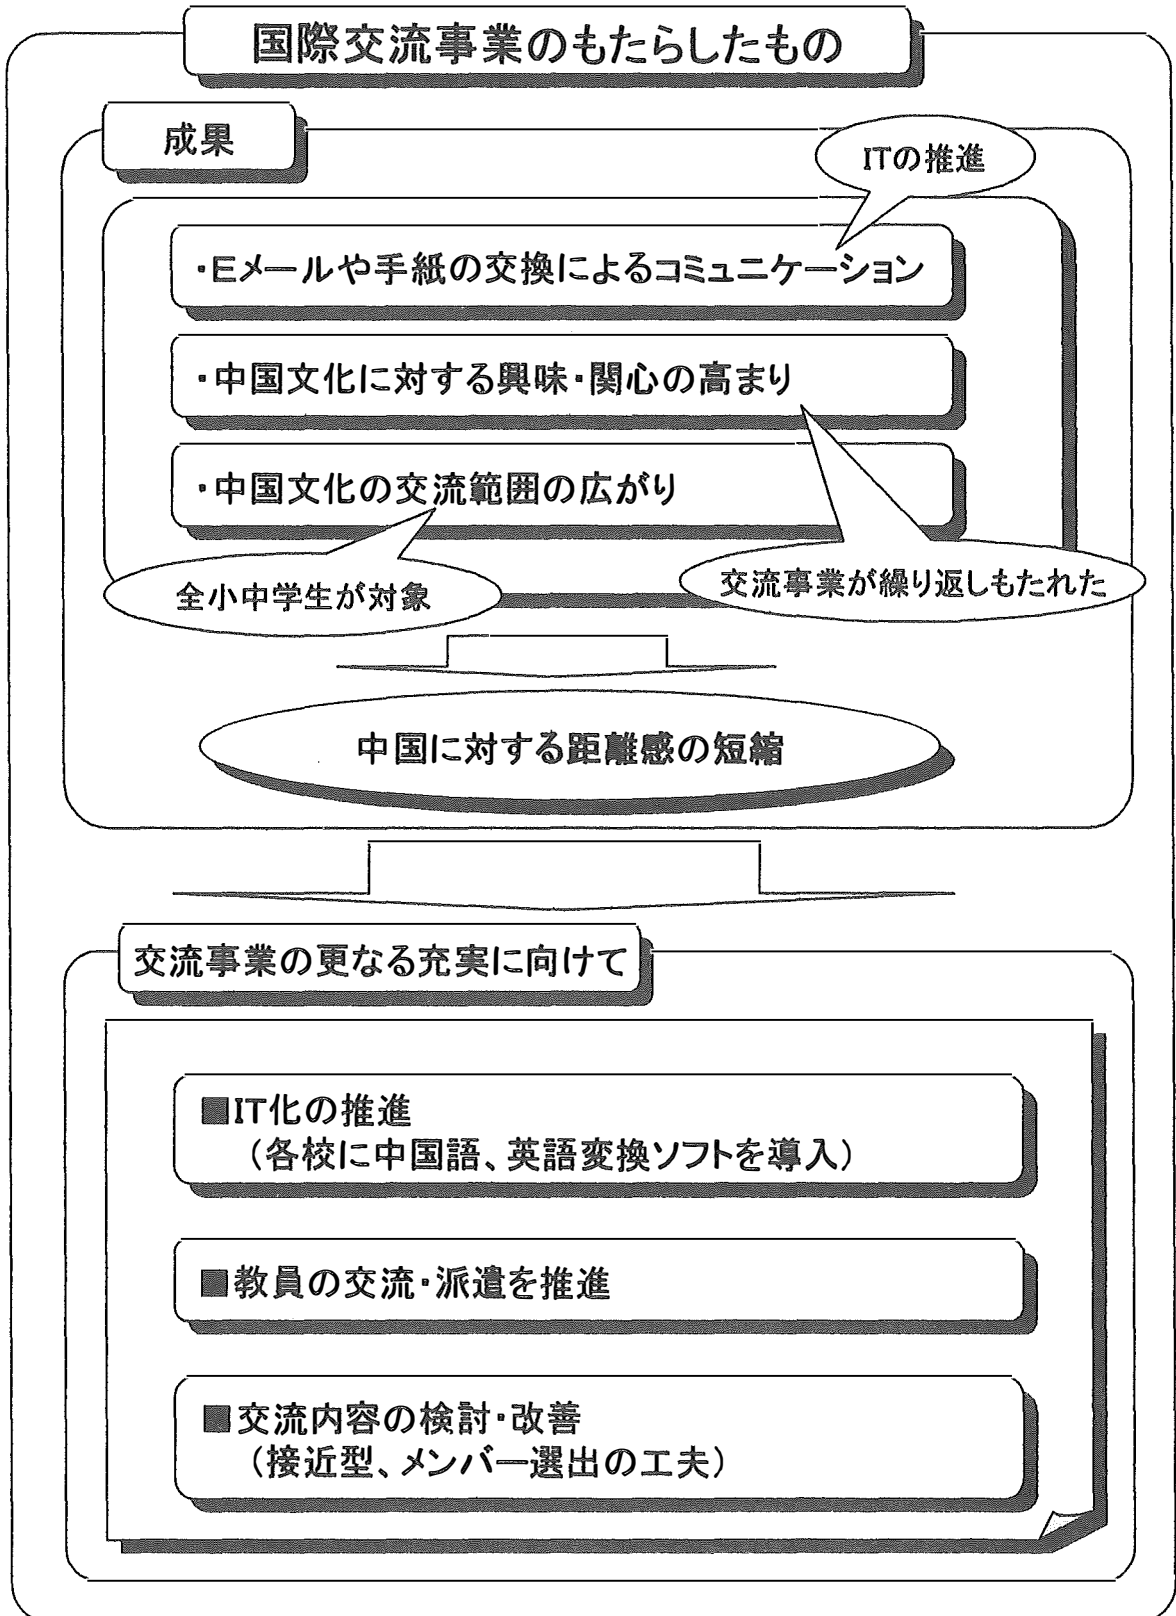 国際交流事業のもたらしたもの
成果
ITの推進
・Eメールや手紙の交換によるコミュニケーション
・中国文化に対する興味・関心の高まり
・中国文化の交流範囲の広がり
全小中学生が対象
交流事業が繰り返しもたれた
中国に対する距離感の短縮
交流事業の更なる充実に向けて
■IT化の推進
（各校に中国語、英語変換ソフトを導入）
■教員の交流・派遣を推進
■交流内容の検討・改善
（接近型、メンバー選出の工夫）